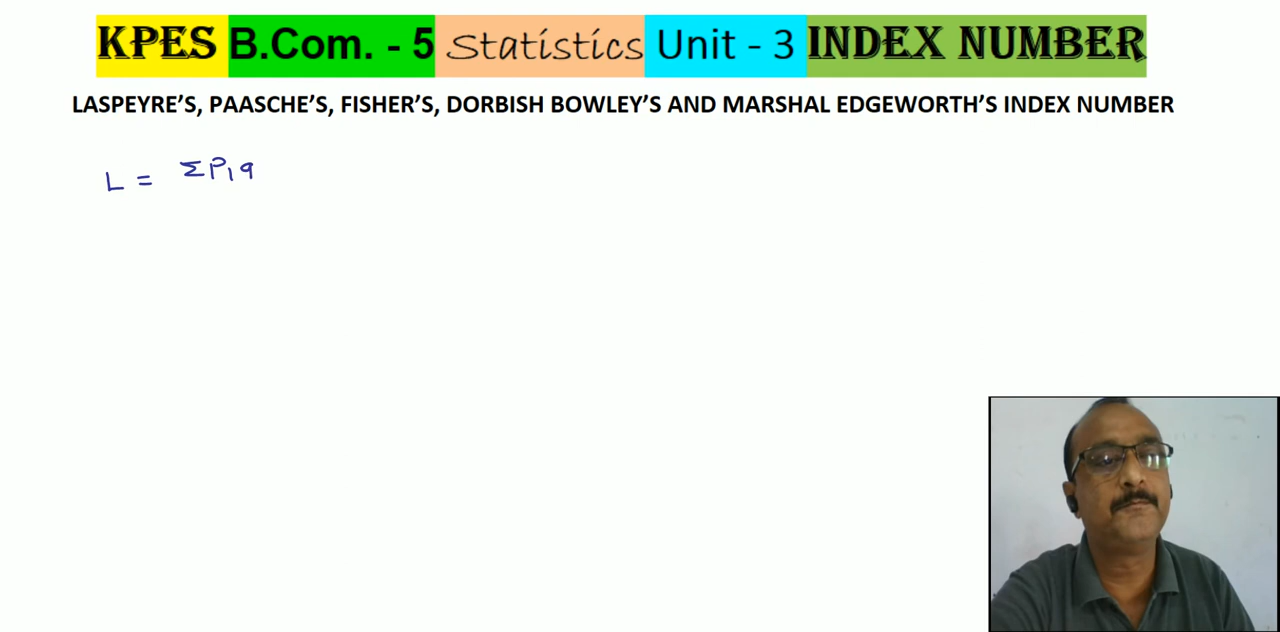 KPES B.Com. - 5 Statistics Unit - 3 INDEX NUMBER
LASPEYRE'S, PAASCHE'S, FISHER'S, DORBISH BOWLEY'S AND MARSHAL EDGEWORTH'S INDEX NUMBER
L = ΣP₁q